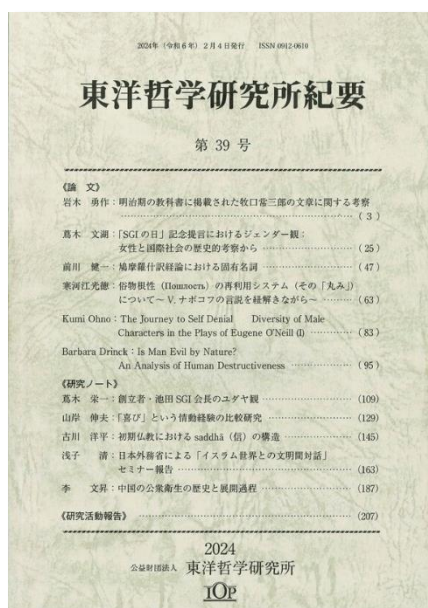 2024年（令和6年）2月4日発行　ISSN 0912-0610
東洋哲学研究所紀要
第 39 号
《論　文》
岩木　勇作：明治期の教科書に掲載された牧口常三郎の文章に関する考察
……………………………………………………（ 3 ）
蔦木　文湖：「SGIの日」記念提言におけるジェンダー観：
女性と国際社会の歴史的考察から ……………………（ 25 ）
前川　健一：鳩摩羅什訳経論における固有名詞 ……………………（ 47 ）
寒河江光徳：俗物根性（Пошлость）の再利用システム（その「丸み」）
について～ V. ナボコフの言説を紐解きながら～ …………（ 63 ）
Kumi Ohno：The Journey to Self Denial　Diversity of Male
Characters in the Plays of Eugene O'Neill (I) …………（ 83 ）
Barbara Drinck：Is Man Evil by Nature?
An Analysis of Human Destructiveness …………（ 95 ）
《研究ノート》
蔦木　栄一：創立者・池田SGI会長のユダヤ観 ……………………(109)
山岸　伸夫：「喜び」という情動経験の比較研究 ……………………(129)
古川　洋平：初期仏教におけるsaddhā（信）の構造 ………………(145)
浅子　　清：日本外務省による「イスラム世界との文明間対話」
セミナー報告 ……………………………………(163)
李　　文昇：中国の公衆衛生の歴史と展開過程 ……………………(187)
《研究活動報告》 ……………………………………………(207)
2024
公益財団法人　東洋哲学研究所
IOP